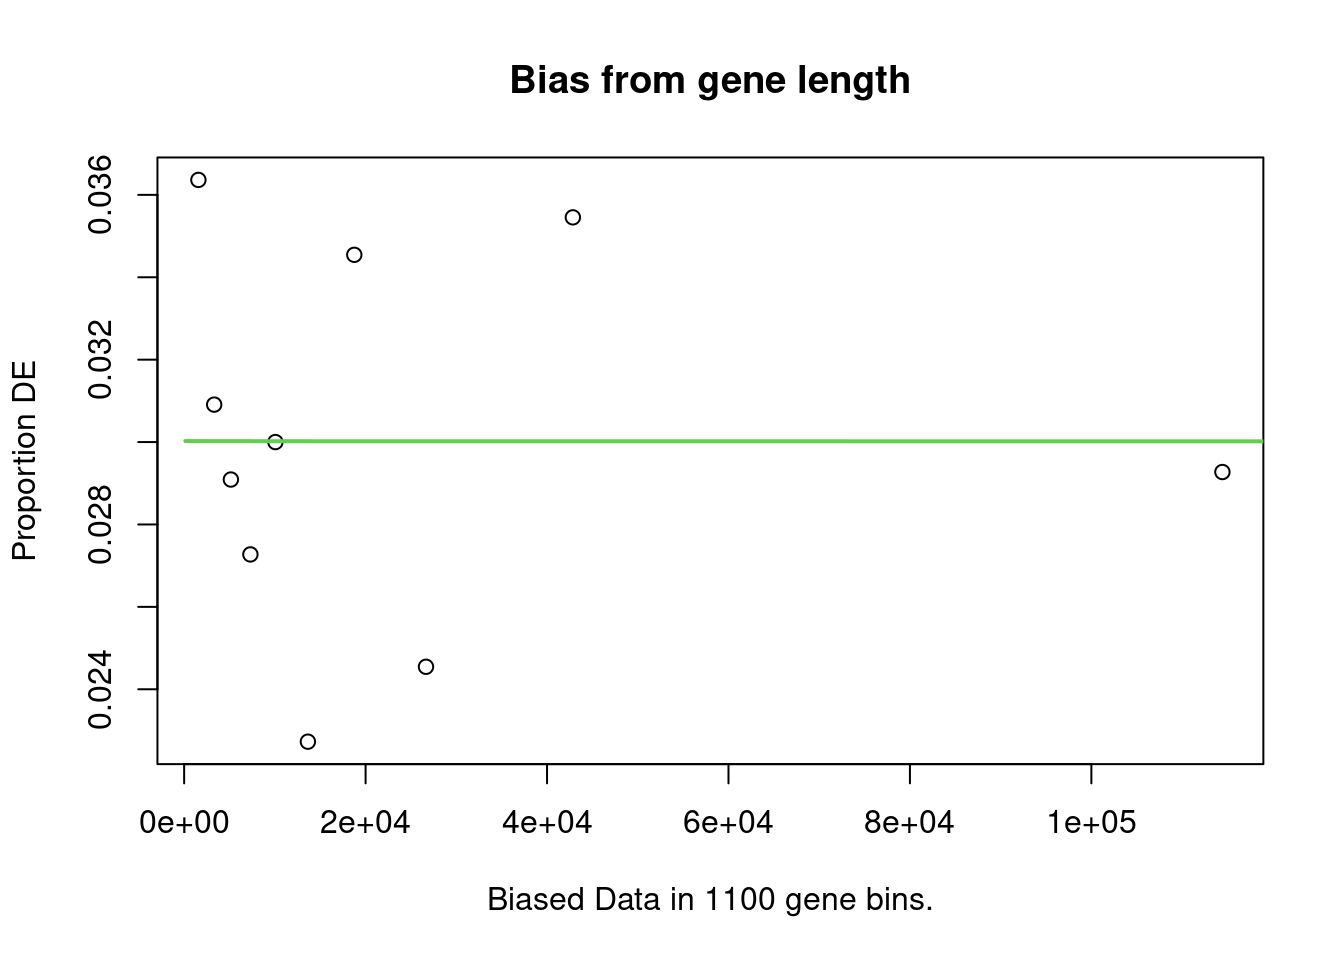 Bias from gene length
0.036
0.032
0.028
0.024
Proportion DE
0e+00 2e+04 4e+04 6e+04 8e+04 1e+05
Biased Data in 1100 gene bins.